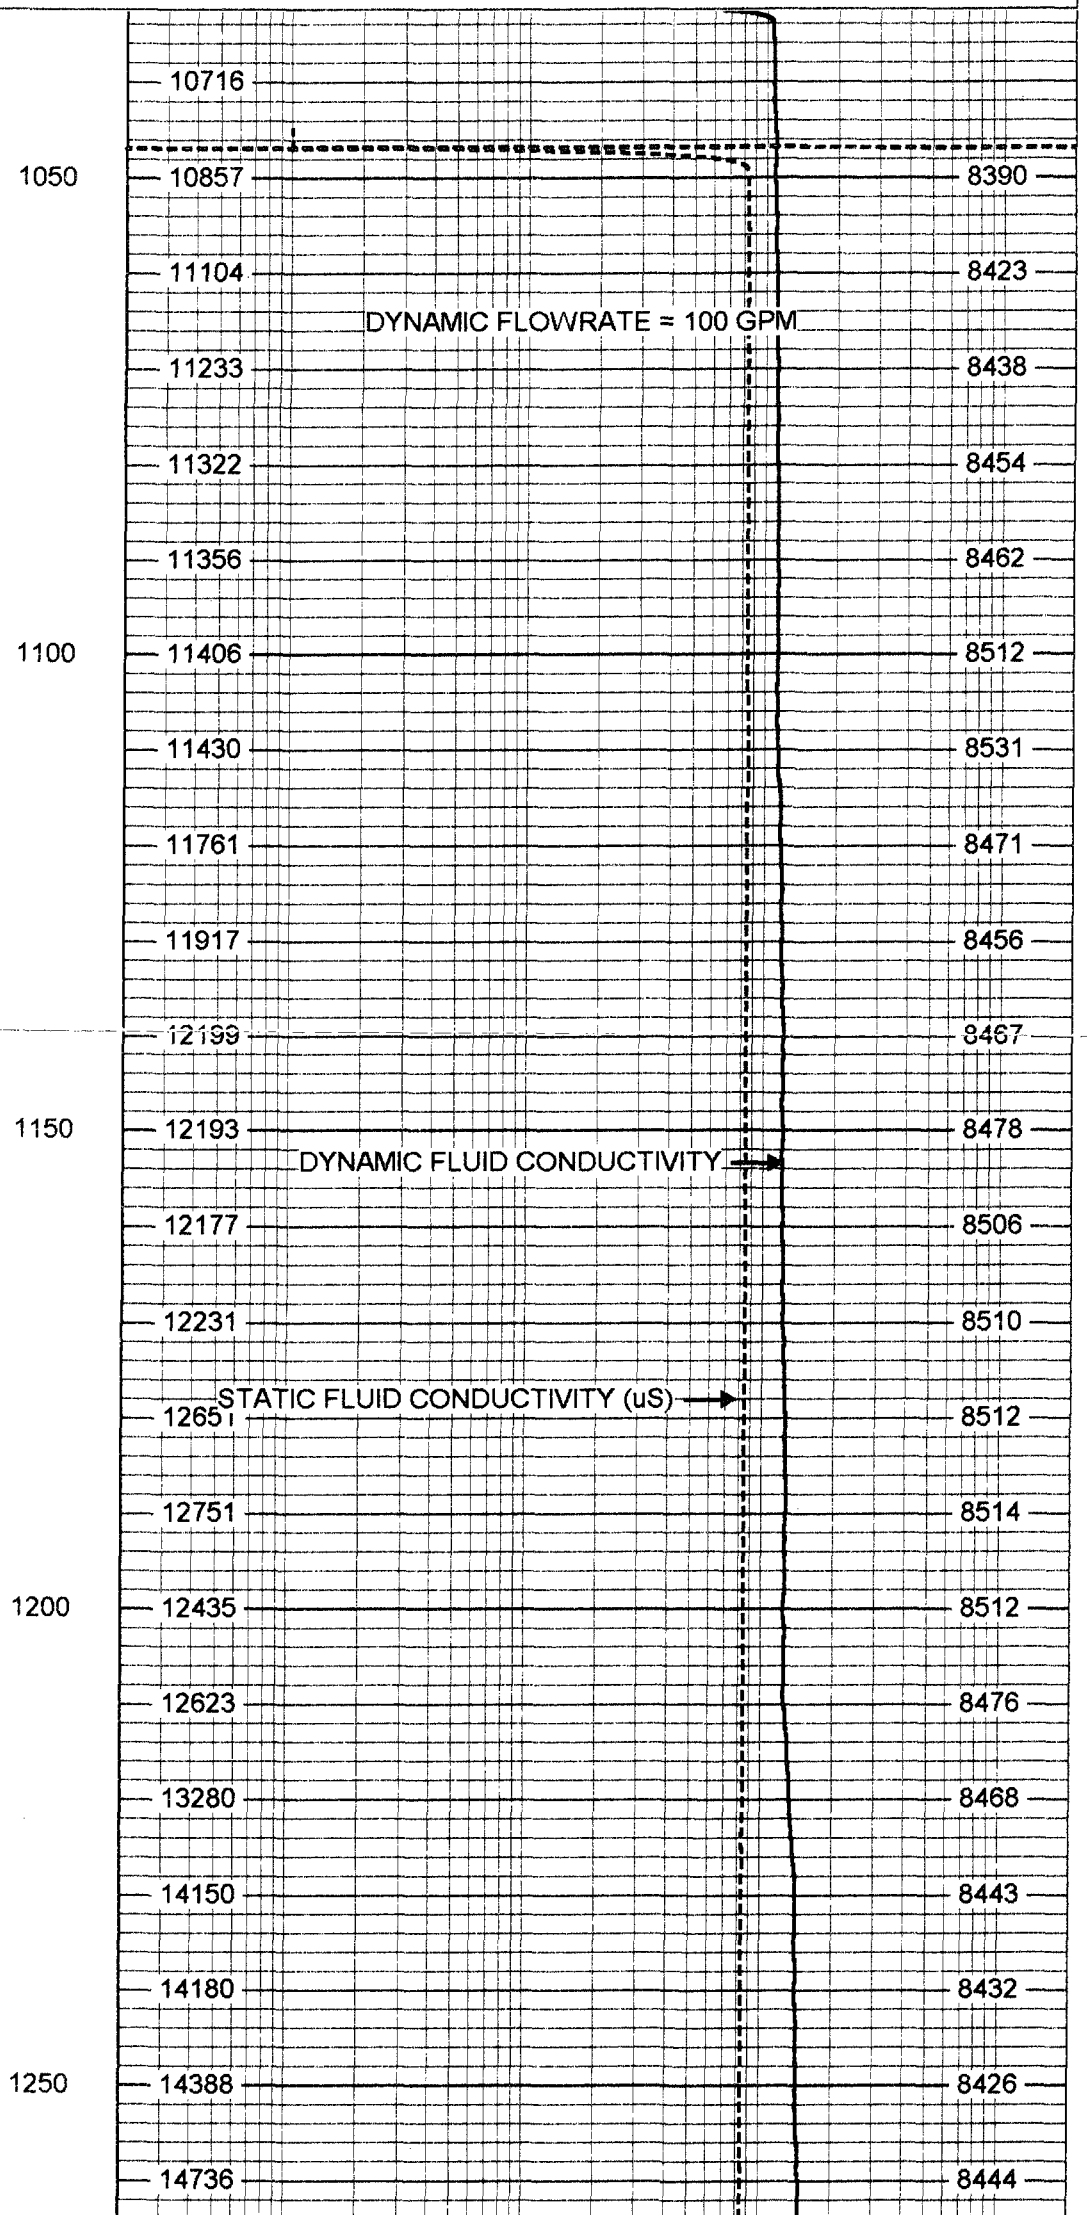 10716
1050 10857 8390
11104 8423
DYNAMIC FLOWRATE = 100 GPM
11233 8438
11322 8454
11356 8462
1100 11406 8512
11430 8531
11761 8471
11917 8456
12199 8467
1150 12193 8478
DYNAMIC FLUID CONDUCTIVITY
12177 8506
12231 8510
STATIC FLUID CONDUCTIVITY (uS)
12651 8512
12751 8514
1200 12435 8512
12623 8476
13280 8468
14150 8443
14180 8432
1250 14388 8426
14736 8444